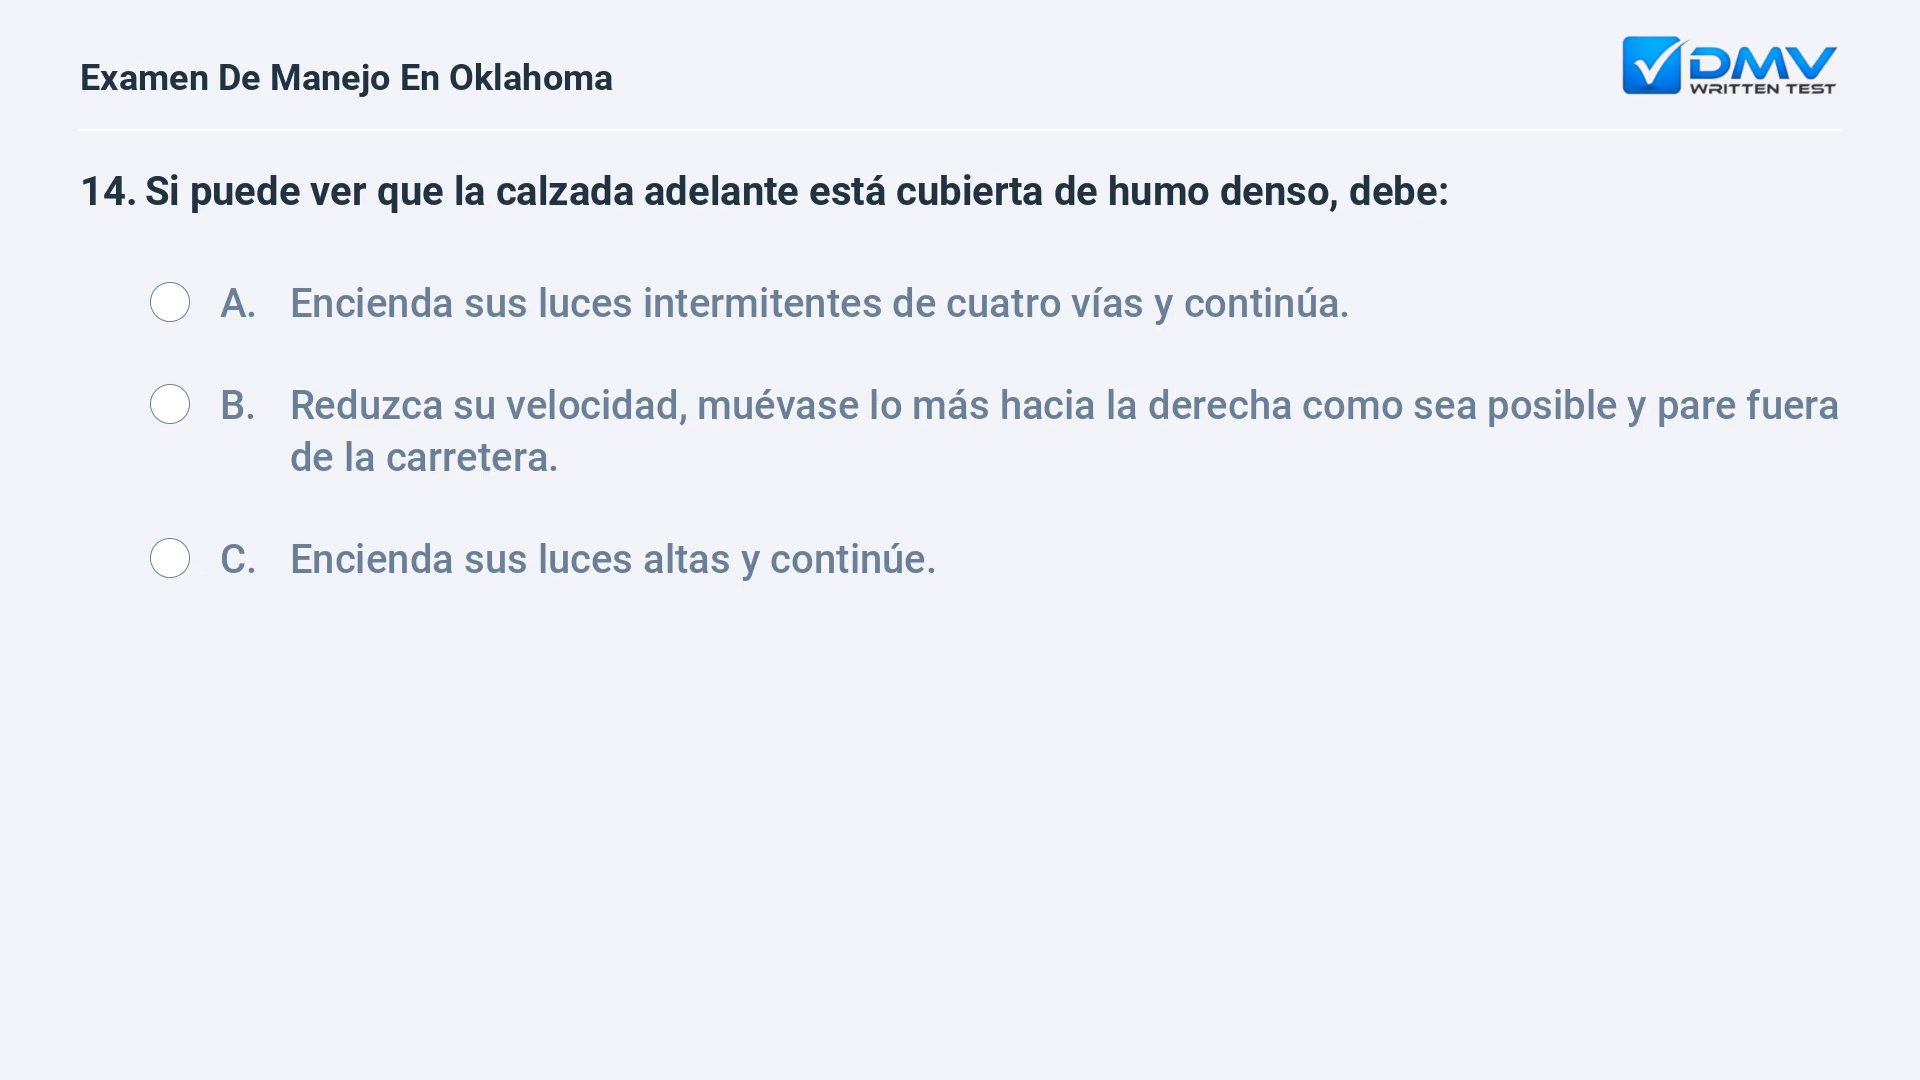 Examen De Manejo En Oklahoma
DMV
WRITTEN TEST
14. Si puede ver que la calzada adelante está cubierta de humo denso, debe:
A. Encienda sus luces intermitentes de cuatro vías y continúa.
B. Reduzca su velocidad, muévase lo más hacia la derecha como sea posible y pare fuera
de la carretera.
C. Encienda sus luces altas y continúe.